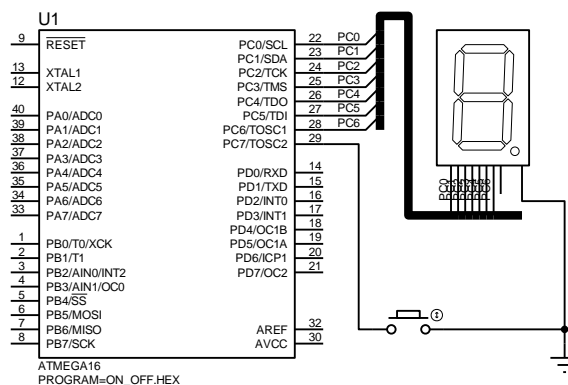 U1
9 RESET
13 XTAL1
12 XTAL2
40 PA0/ADC0
39 PA1/ADC1
38 PA2/ADC2
37 PA3/ADC3
36 PA4/ADC4
35 PA5/ADC5
34 PA6/ADC6
33 PA7/ADC7
1 PB0/T0/XCK
2 PB1/T1
3 PB2/AIN0/INT2
4 PB3/AIN1/OC0
5 PB4/SS
6 PB5/MOSI
7 PB6/MISO
8 PB7/SCK
PC0/SCL 22 PC0
PC1/SDA 23 PC1
PC2/TCK 24 PC2
PC3/TMS 25 PC3
PC4/TDO 26 PC4
PC5/TDI 27 PC5
PC6/TOSC1 28 PC6
PC7/TOSC2 29
PD0/RXD 14
PD1/TXD 15
PD2/INT0 16
PD3/INT1 17
PD4/OC1B 18
PD5/OC1A 19
PD6/ICP1 20
PD7/OC2 21
AREF 32
AVCC 30
ATMEGA16
PROGRAM=ON_OFF.HEX
PC0